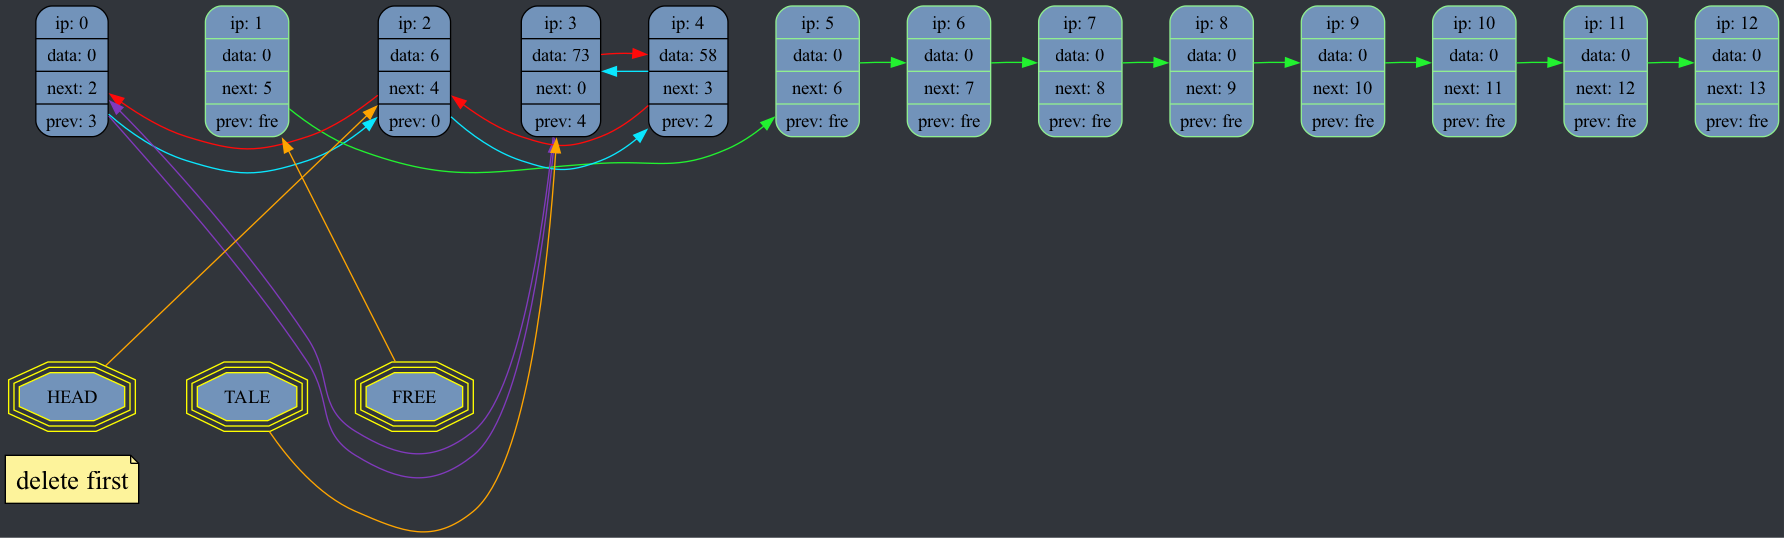 ip: 0
data: 0
next: 2
prev: 3
ip: 1
data: 0
next: 5
prev: fre
ip: 2
data: 6
next: 4
prev: 0
ip: 3
data: 73
next: 0
prev: 4
ip: 4
data: 58
next: 3
prev: 2
ip: 5
data: 0
next: 6
prev: fre
ip: 6
data: 0
next: 7
prev: fre
ip: 7
data: 0
next: 8
prev: fre
ip: 8
data: 0
next: 9
prev: fre
ip: 9
data: 0
next: 10
prev: fre
ip: 10
data: 0
next: 11
prev: fre
ip: 11
data: 0
next: 12
prev: fre
ip: 12
data: 0
next: 13
prev: fre
HEAD
TALE
FREE
delete first